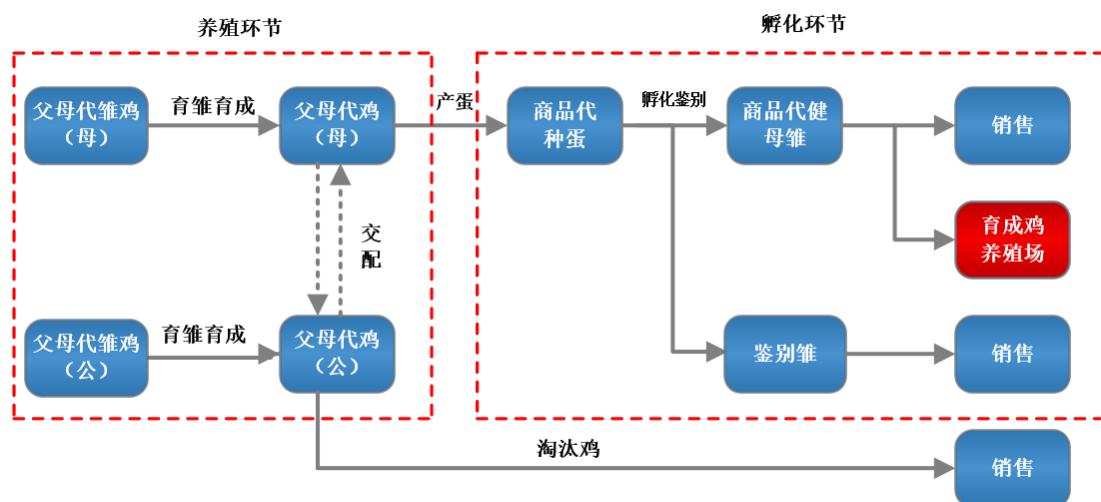 养殖环节
孵化环节
父母代雏鸡
（母）
育雏育成
父母代鸡
（母）
产蛋
商品代
种蛋
孵化鉴别
商品代健
母雏
销售
育成鸡
养殖场
交
配
父母代雏鸡
（公）
育雏育成
父母代鸡
（公）
鉴别雏
销售
淘汰鸡
销售